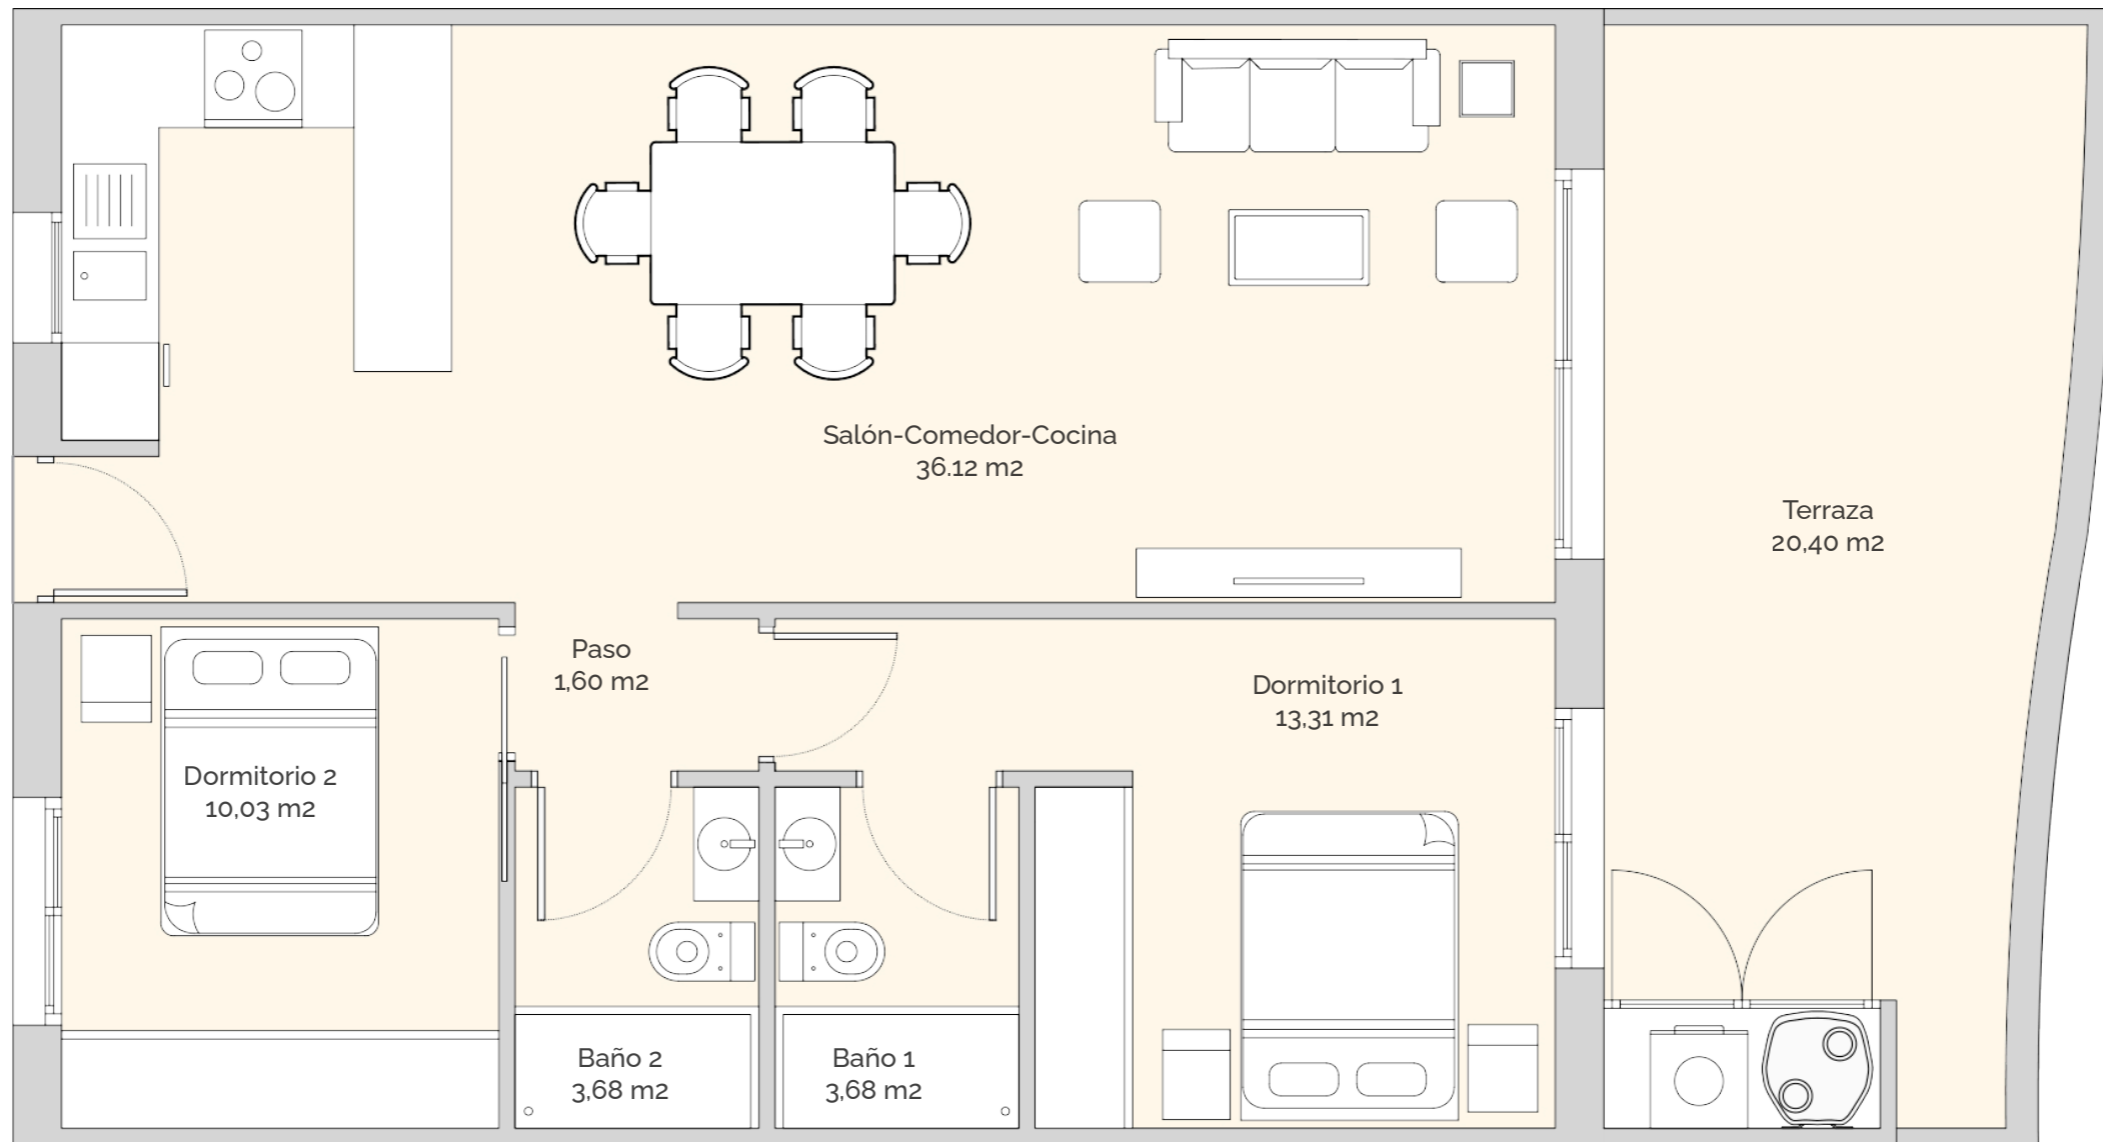 Salón-Comedor-Cocina
36.12 m2
Terraza
20,40 m2
Paso
1,60 m2
Dormitorio 1
13,31 m2
Dormitorio 2
10,03 m2
Baño 2
3,68 m2
Baño 1
3,68 m2